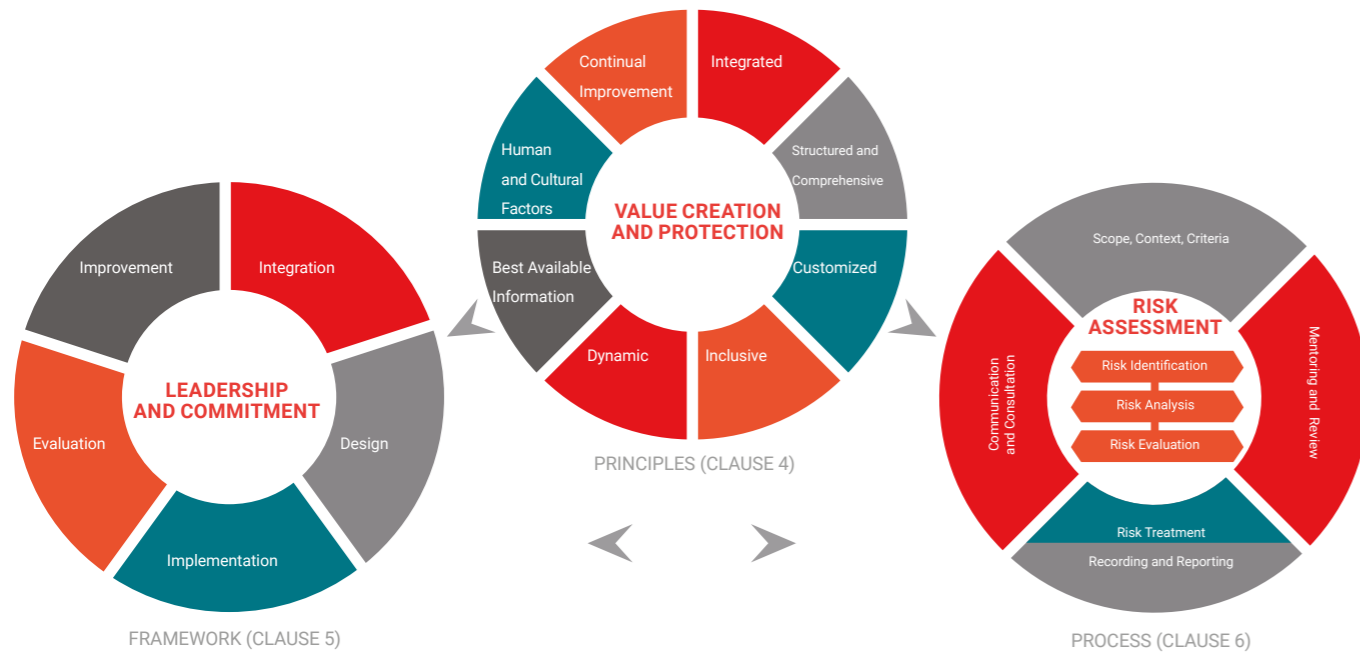 Continual
Improvement
Integrated
Structured and
Comprehensive
Customized
Inclusive
Dynamic
Best Available
Information
Human
and Cultural
Factors
VALUE CREATION
AND PROTECTION
PRINCIPLES (CLAUSE 4)
Improvement
Integration
Design
Implementation
Evaluation
LEADERSHIP
AND COMMITMENT
FRAMEWORK (CLAUSE 5)
Scope, Context, Criteria
Communication
and Consultation
RISK
ASSESSMENT
Risk Identification
Risk Analysis
Risk Evaluation
Mentoring and Review
Risk Treatment
Recording and Reporting
PROCESS (CLAUSE 6)